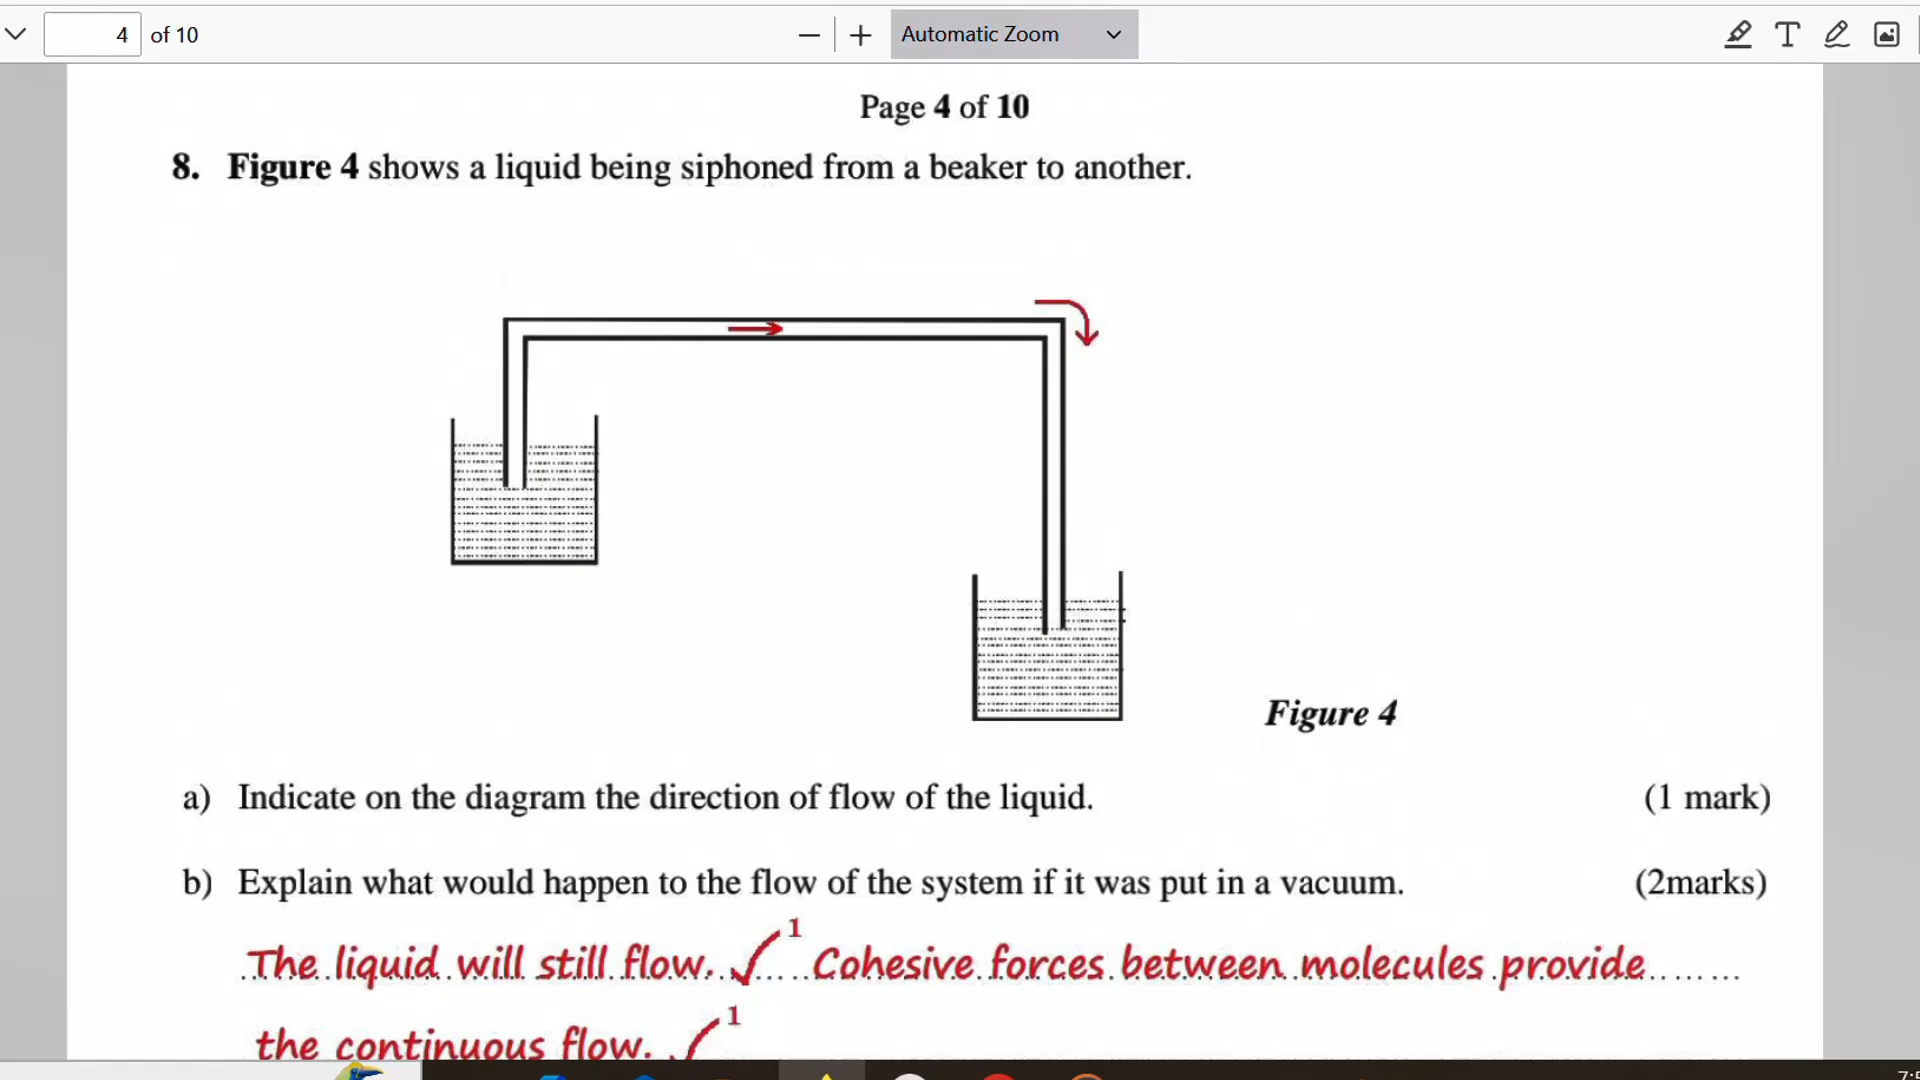 4 of 10
Automatic Zoom
Page 4 of 10
8. Figure 4 shows a liquid being siphoned from a beaker to another.
Figure 4
a) Indicate on the diagram the direction of flow of the liquid. (1 mark)
b) Explain what would happen to the flow of the system if it was put in a vacuum. (2marks)
The liquid will still flow. ✓1 Cohesive forces between molecules provide
the continuous flow. ✓1